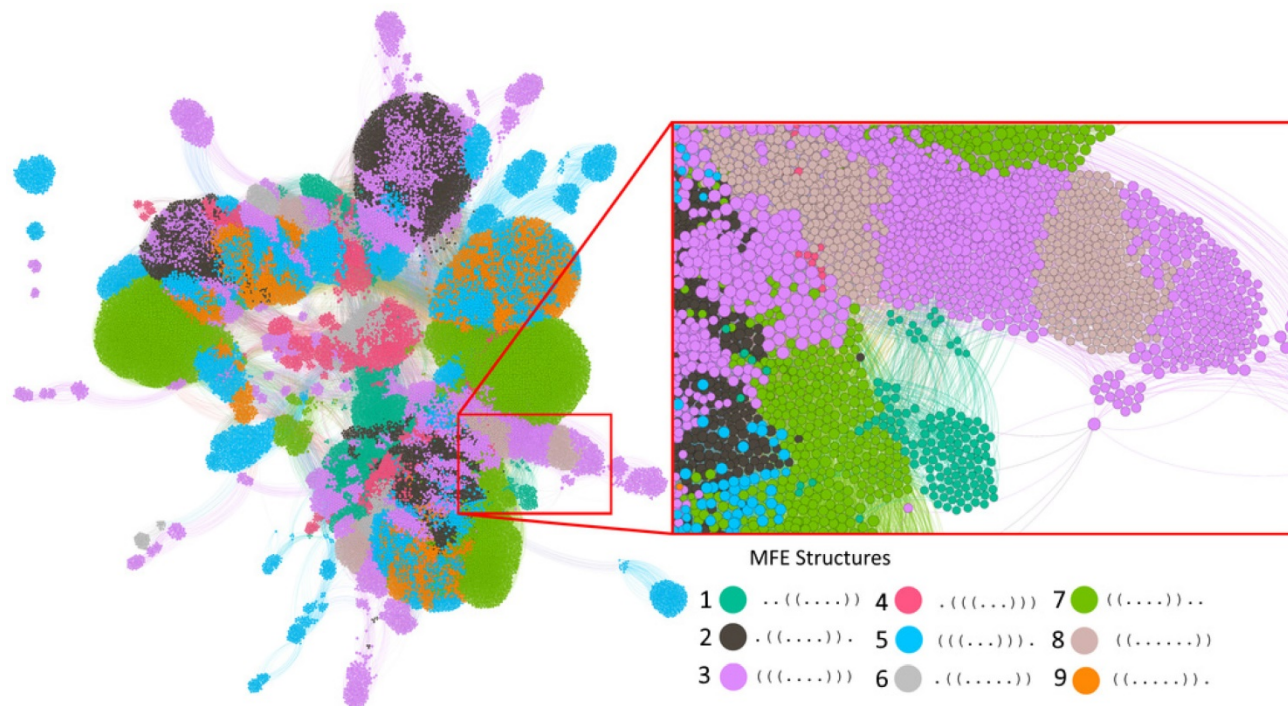 MFE Structures
1 ..((....)) 4 .(((...))) 7 ((....))..
2 .((....)). 5 (((...))). 8 ((......))
3 (((....))) 6 .((.....)) 9 ((.....)).